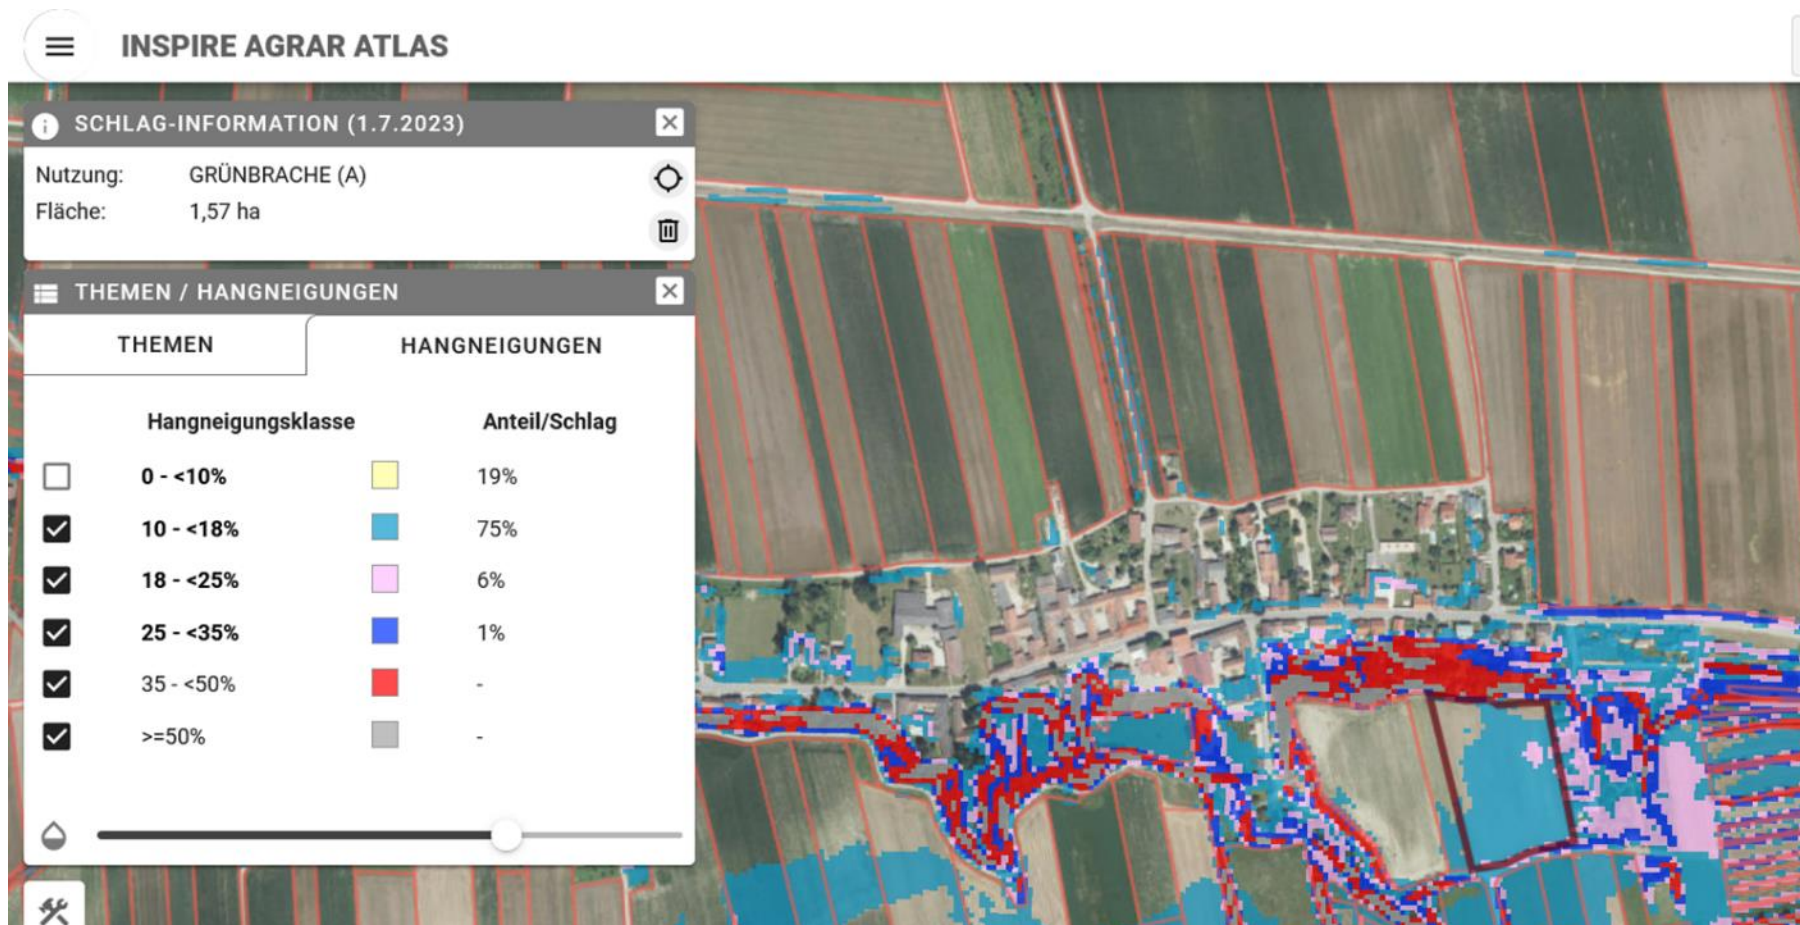 INSPIRE AGRAR ATLAS
SCHLAG-INFORMATION (1.7.2023)
Nutzung: GRÜNBRACHE (A)
Fläche: 1,57 ha
THEMEN / HANGNEIGUNGEN
THEMEN HANGNEIGUNGEN
Hangneigungsklasse Anteil/Schlag
0 - <10% 19%
10 - <18% 75%
18 - <25% 6%
25 - <35% 1%
35 - <50% -
>=50% -